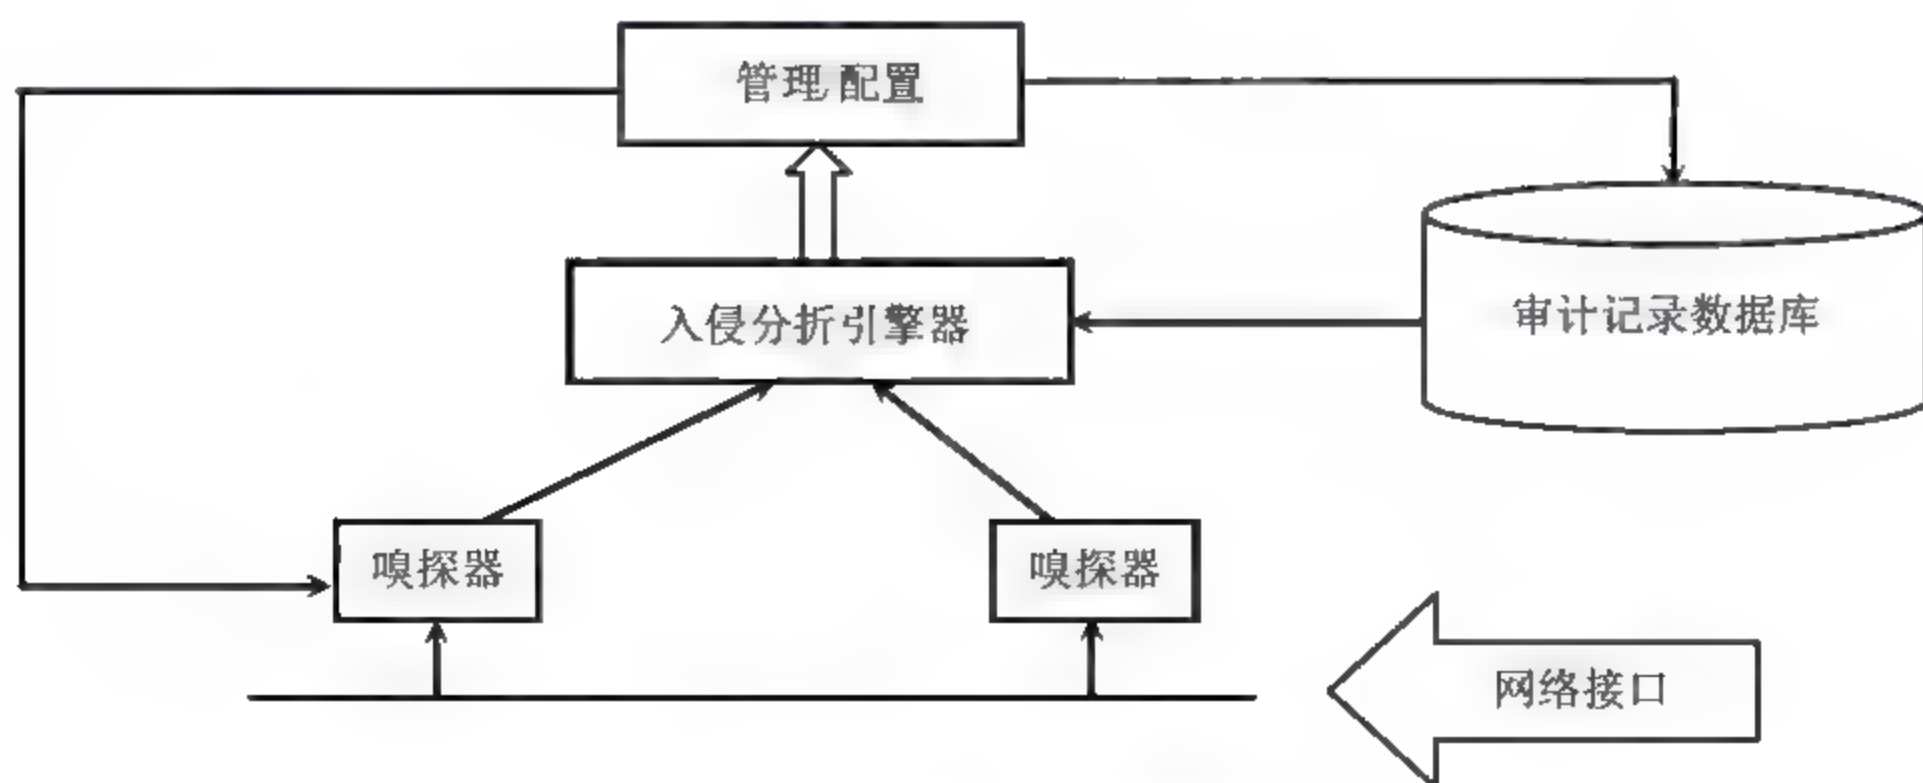 管理/配置
入侵分折引擎器
审计记录数据库
嗅探器
嗅探器
网络接口